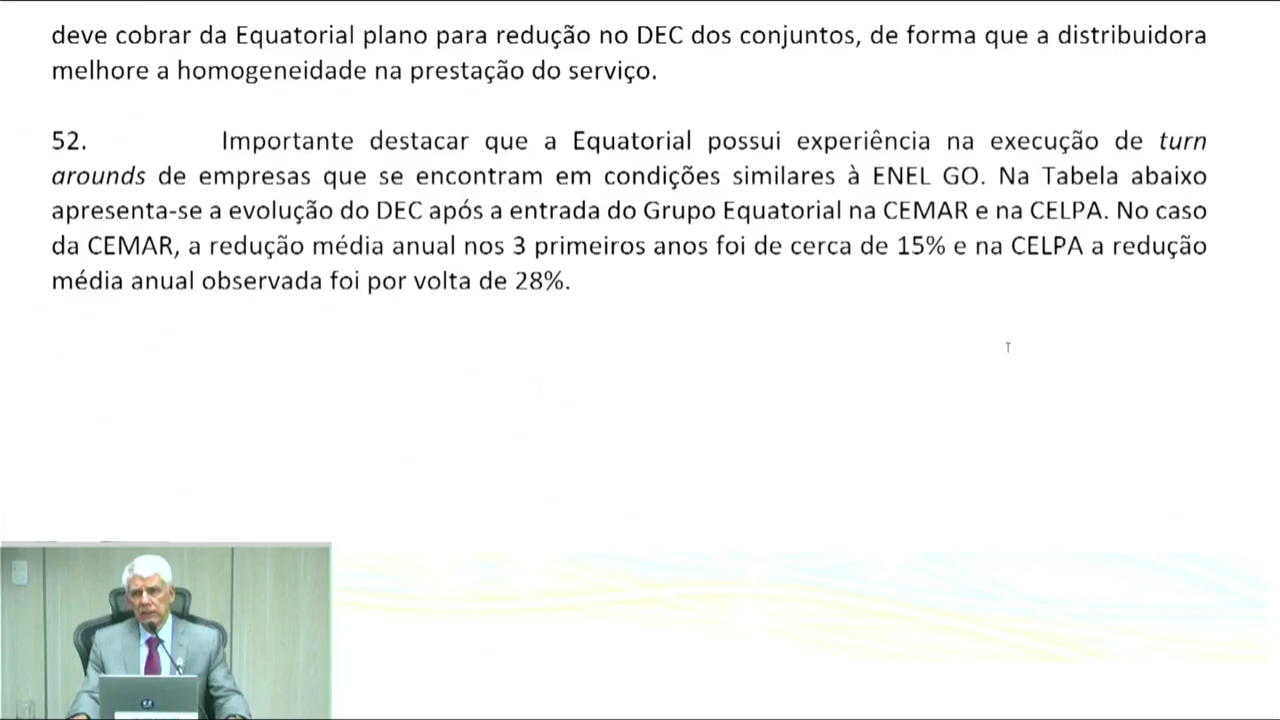 deve cobrar da Equatorial plano para redução no DEC dos conjuntos, de forma que a distribuidora
melhore a homogeneidade na prestação do serviço.
52. Importante destacar que a Equatorial possui experiência na execução de turn
arounds de empresas que se encontram em condições similares à ENEL GO. Na Tabela abaixo
apresenta-se a evolução do DEC após a entrada do Grupo Equatorial na CEMAR e na CELPA. No caso
da CEMAR, a redução média anual nos 3 primeiros anos foi de cerca de 15% e na CELPA a redução
média anual observada foi por volta de 28%.